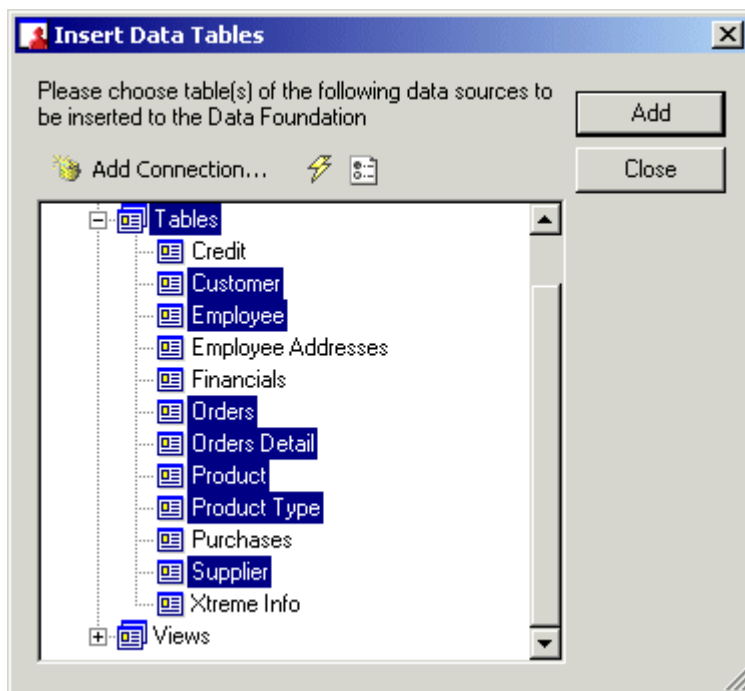 Insert Data Tables
Please choose table(s) of the following data sources to
be inserted to the Data Foundation
Add
Add Connection...
Close
Tables
Credit
Customer
Employee
Employee Addresses
Financials
Orders
Orders Detail
Product
Product Type
Purchases
Supplier
Xtreme Info
Views